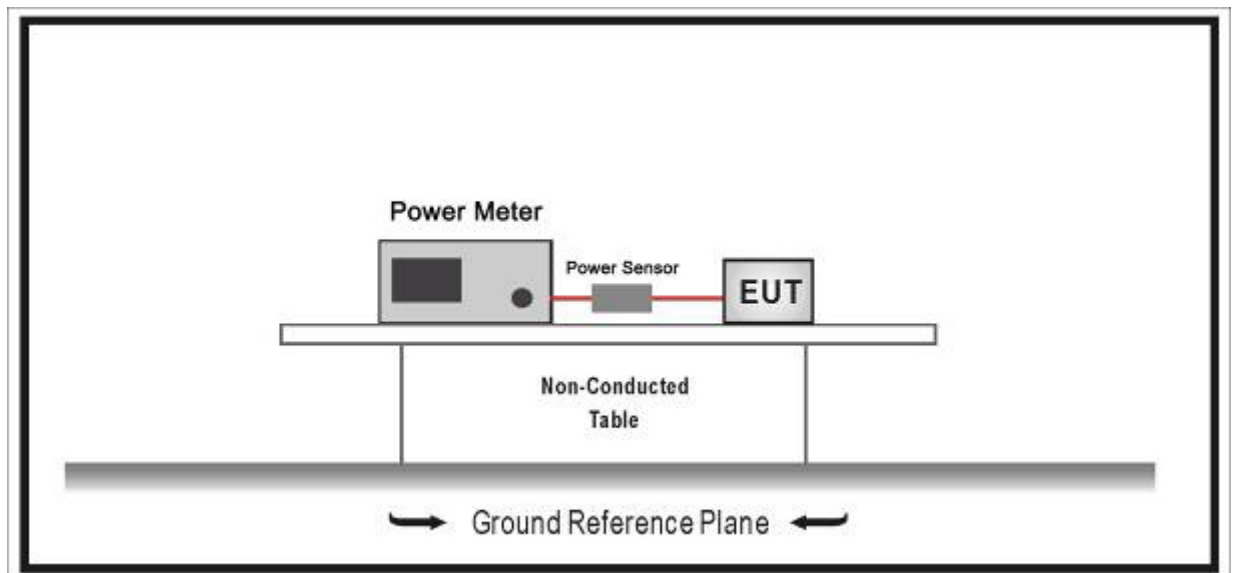 Power Meter
Power Sensor
EUT
Non-Conducted
Table
Ground Reference Plane